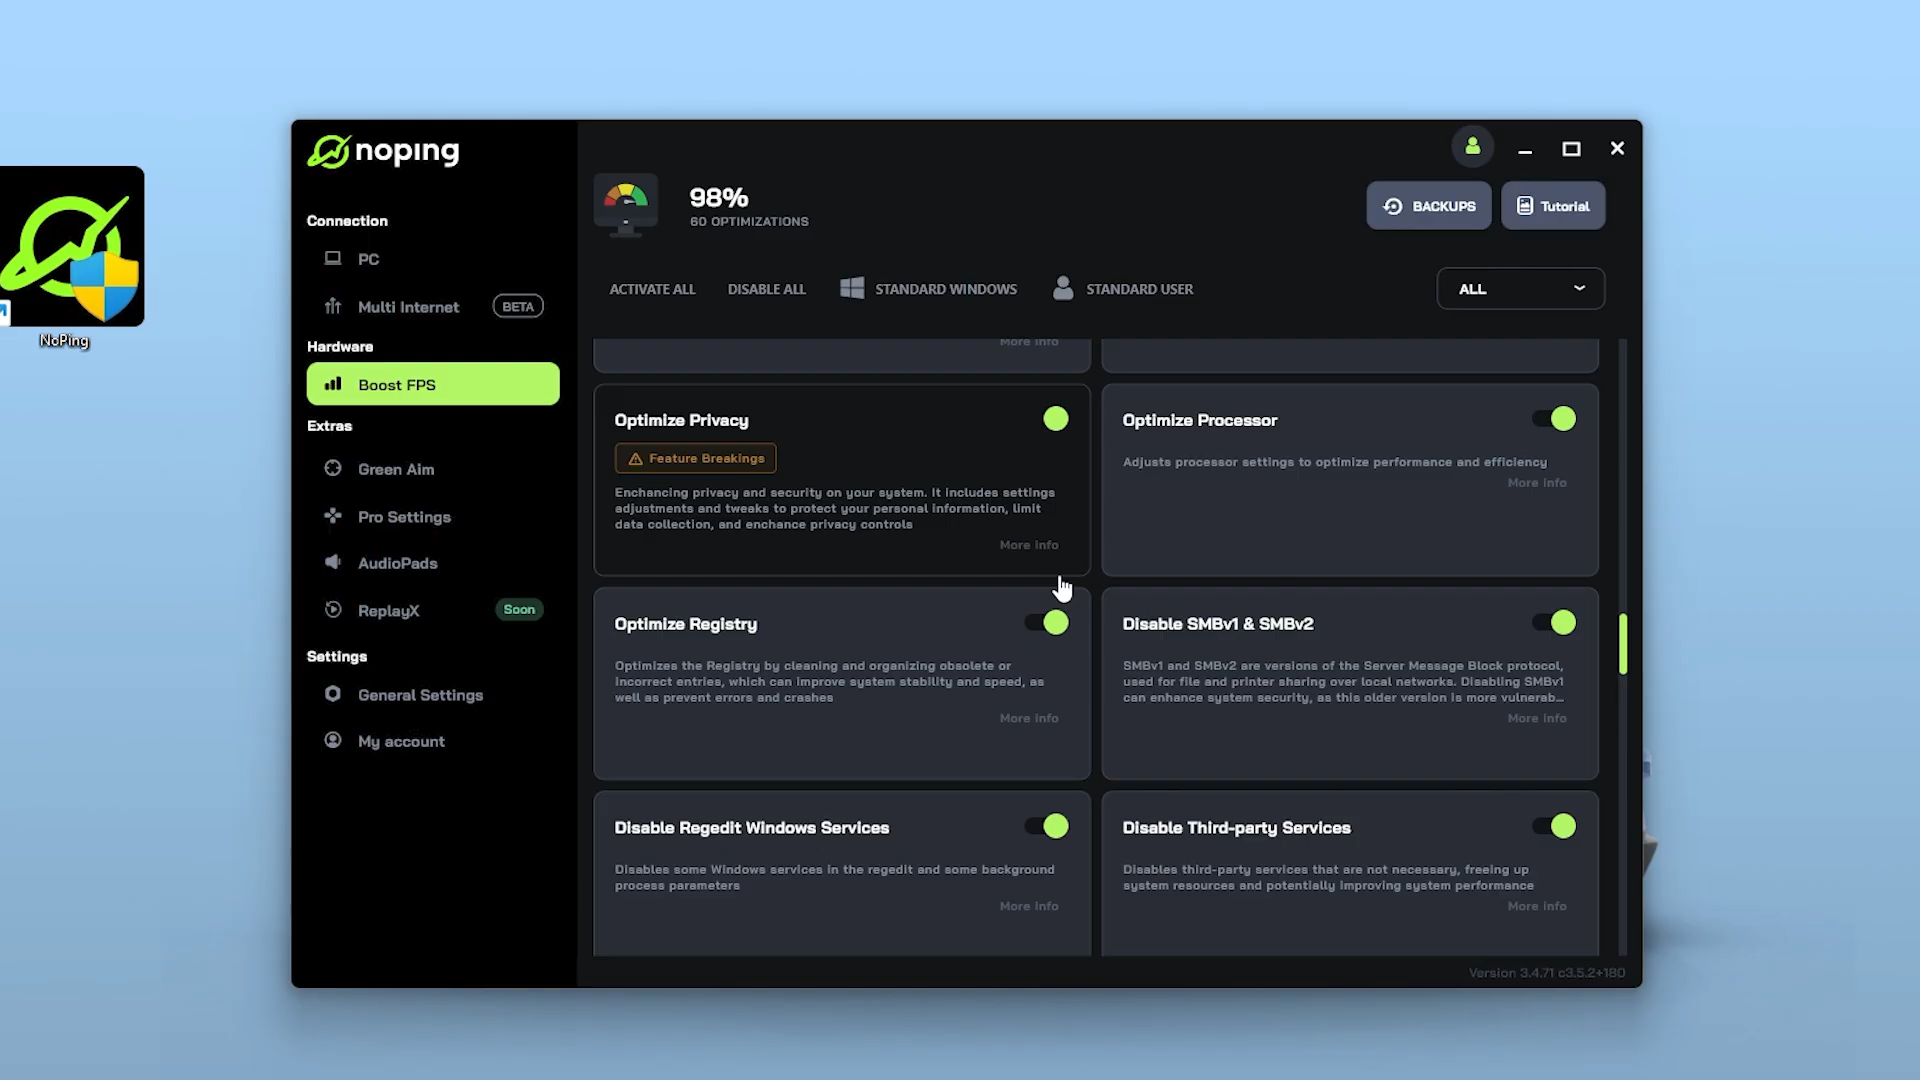 noping
Connection
PC
Multi Internet
BETA
Hardware
Boost FPS
Extras
Green Aim
Pro Settings
AudioPads
ReplayX
Soon
Settings
General Settings
My account
NoPing
98%
60 OPTIMIZATIONS
BACKUPS
Tutorial
ACTIVATE ALL
DISABLE ALL
STANDARD WINDOWS
STANDARD USER
ALL
More Info
Optimize Privacy
Feature Breakings
Enchancing privacy and security on your system. It includes settings
adjustments and tweaks to protect your personal information, limit
data collection, and enchance privacy controls
More Info
Optimize Processor
Adjusts processor settings to optimize performance and efficiency
More Info
Optimize Registry
Optimizes the Registry by cleaning and organizing obsolete or
incorrect entries, which can improve system stability and speed, as
well as prevent errors and crashes
More Info
Disable SMBv1 & SMBv2
SMBv1 and SMBv2 are versions of the Server Message Block protocol,
used for file and printer sharing over local networks. Disabling SMBv1
can enhance system security, as this older version is more vulnerab...
More Info
Disable Regedit Windows Services
Disables some Windows services in the regedit and some background
process parameters
More Info
Disable Third-party Services
Disables third-party services that are not necessary, freeing up
system resources and potentially improving system performance
More Info
Version 3.4.71 c3.5.2+180